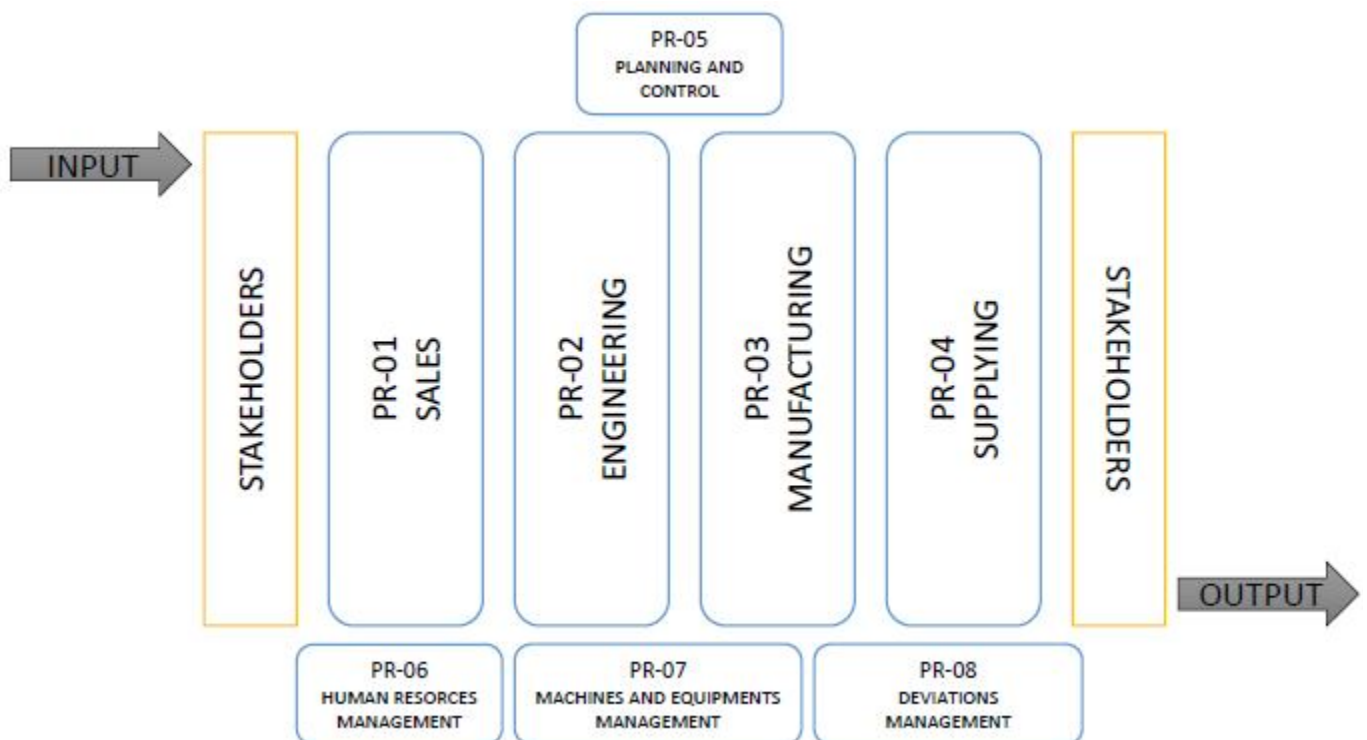 PR-05
PLANNING AND
CONTROL
INPUT
STAKEHOLDERS
PR-01
SALES
PR-02
ENGINEERING
PR-03
MANUFACTURING
PR-04
SUPPLYING
STAKEHOLDERS
OUTPUT
PR-06
HUMAN RESORCES
MANAGEMENT
PR-07
MACHINES AND EQUIPMENTS
MANAGEMENT
PR-08
DEVIATIONS
MANAGEMENT